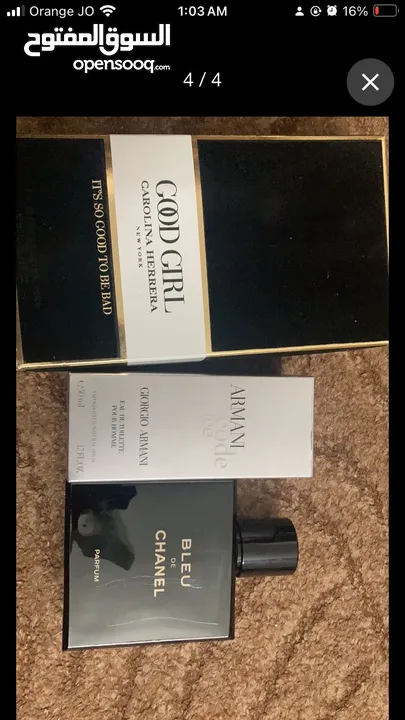 Orange JO 1:03 AM 16%
السوق المفتوح
opensooq.com
4 / 4
GOOD GIRL
CAROLINA HERRERA
NEW YORK
IT'S SO GOOD TO BE BAD
ARMANI
code
GIORGIO ARMANI
EAU DE TOILETTE
POUR HOMME
BLEU
DE
CHANEL
PARFUM